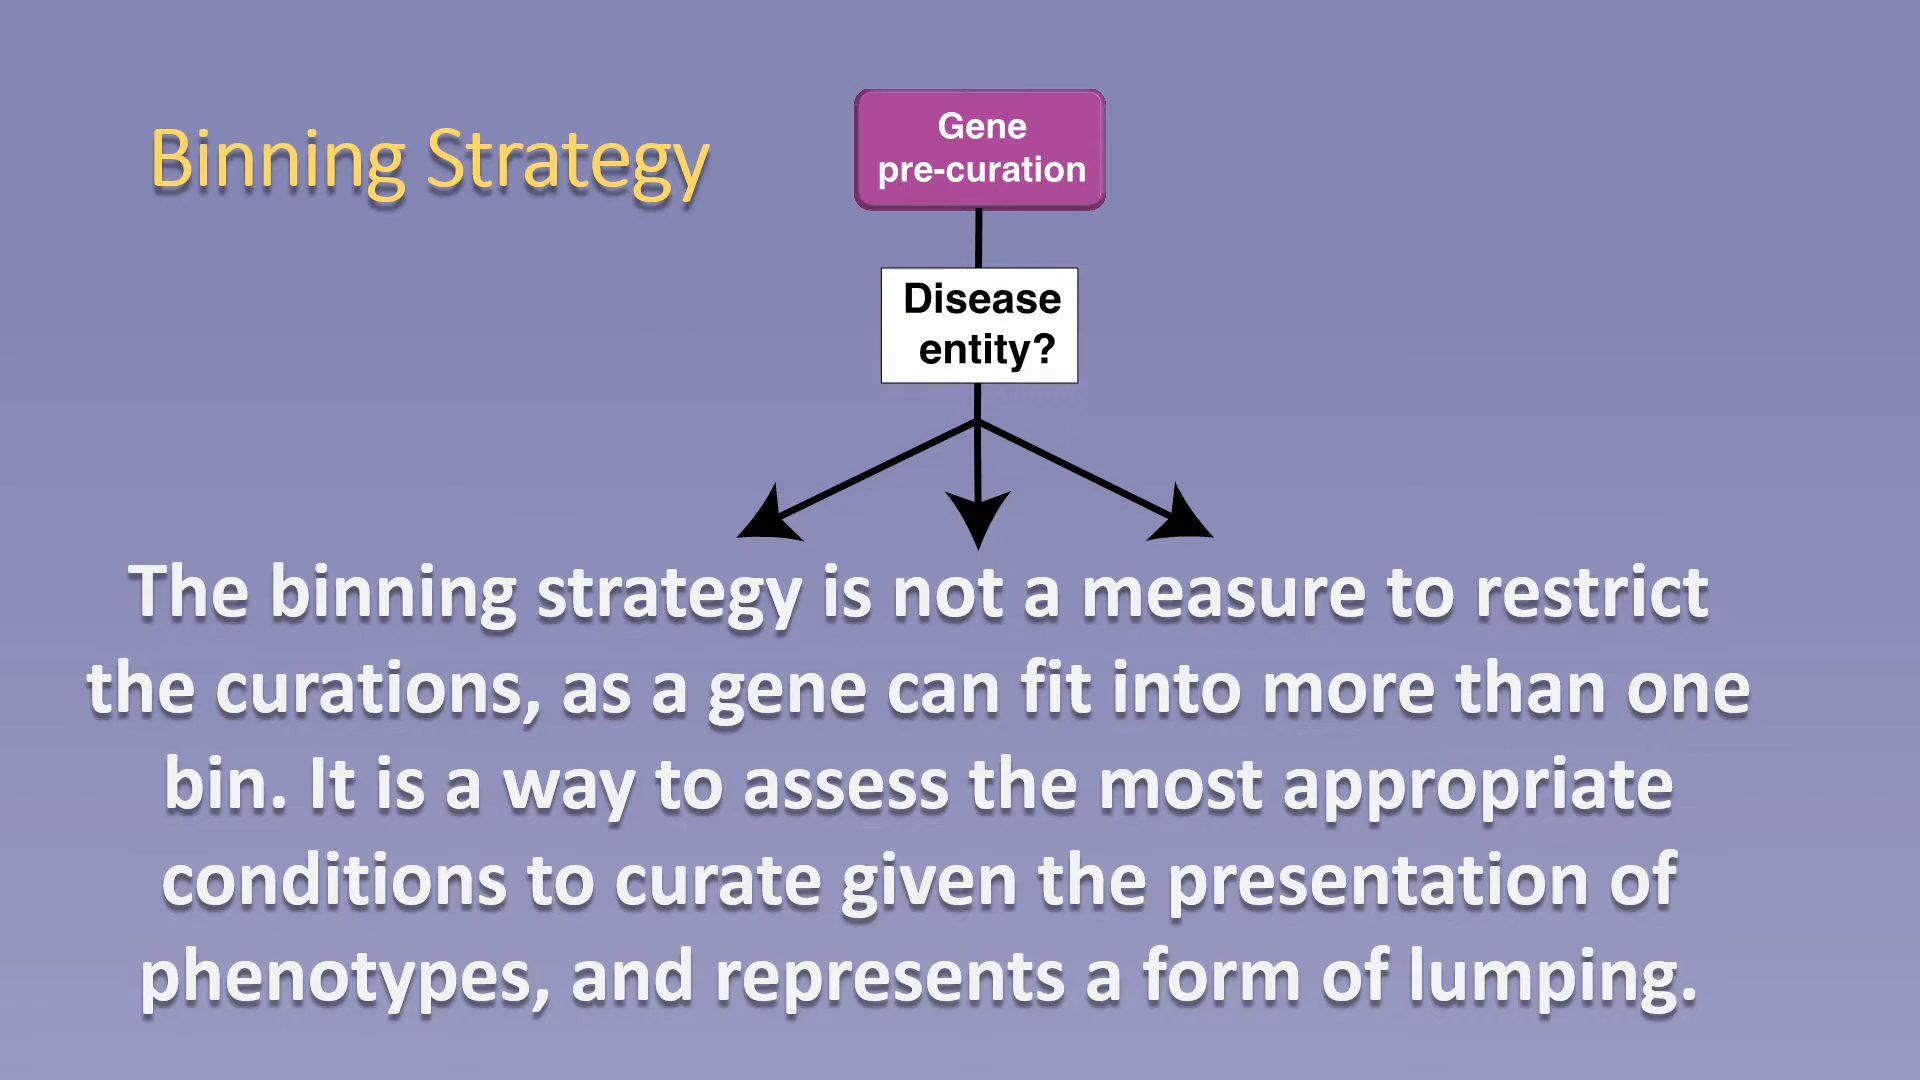 Binning Strategy
Gene
pre-curation
Disease
entity?
The binning strategy is not a measure to restrict
the curations, as a gene can fit into more than one
bin. It is a way to assess the most appropriate
conditions to curate given the presentation of
phenotypes, and represents a form of lumping.